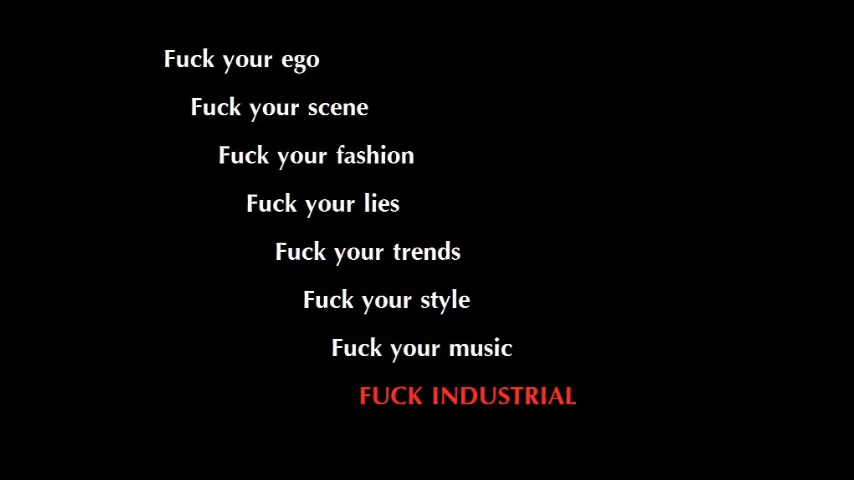 Fuck your ego
Fuck your scene
Fuck your fashion
Fuck your lies
Fuck your trends
Fuck your style
Fuck your music
FUCK INDUSTRIAL